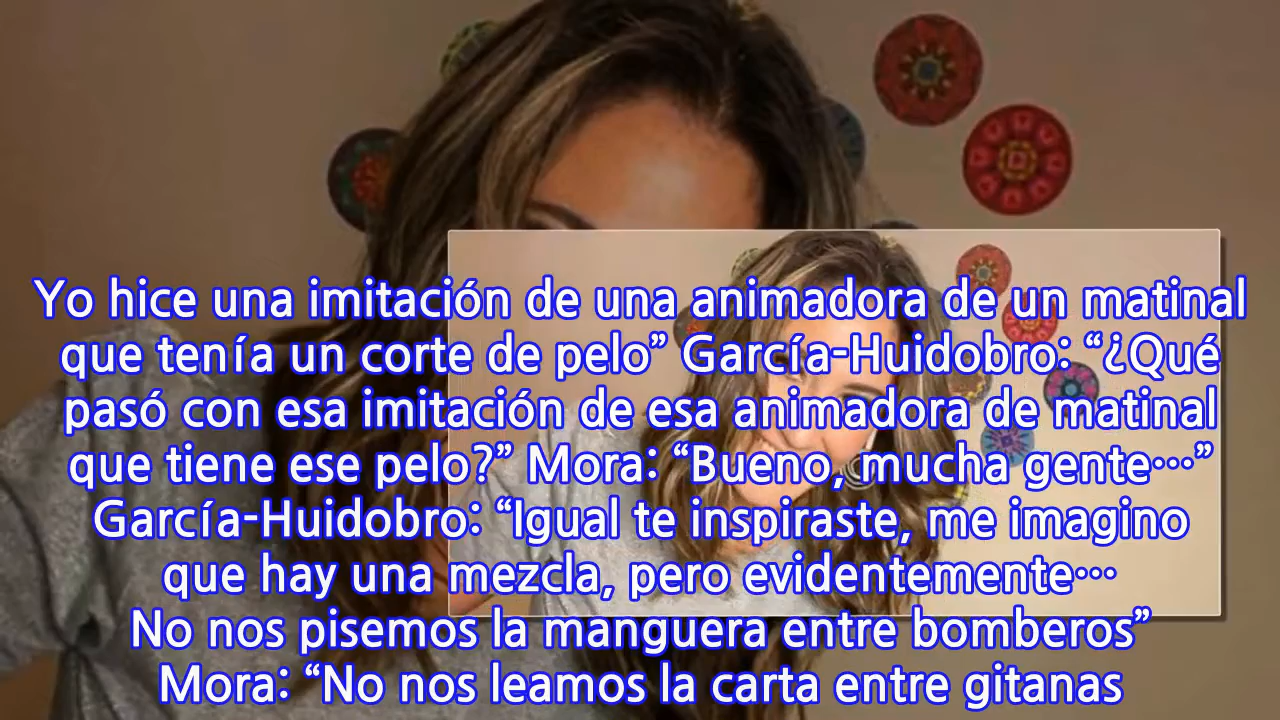 Yo hice una imitación de una animadora de un matinal
que tenía un corte de pelo” García-Huidobro: “¿Qué
pasó con esa imitación de esa animadora de matinal
que tiene ese pelo?” Mora: “Bueno, mucha gente…”
García-Huidobro: “Igual te inspiraste, me imagino
que hay una mezcla, pero evidentemente…
No nos pisemos la manguera entre bomberos”
Mora: “No nos leamos la carta entre gitanas